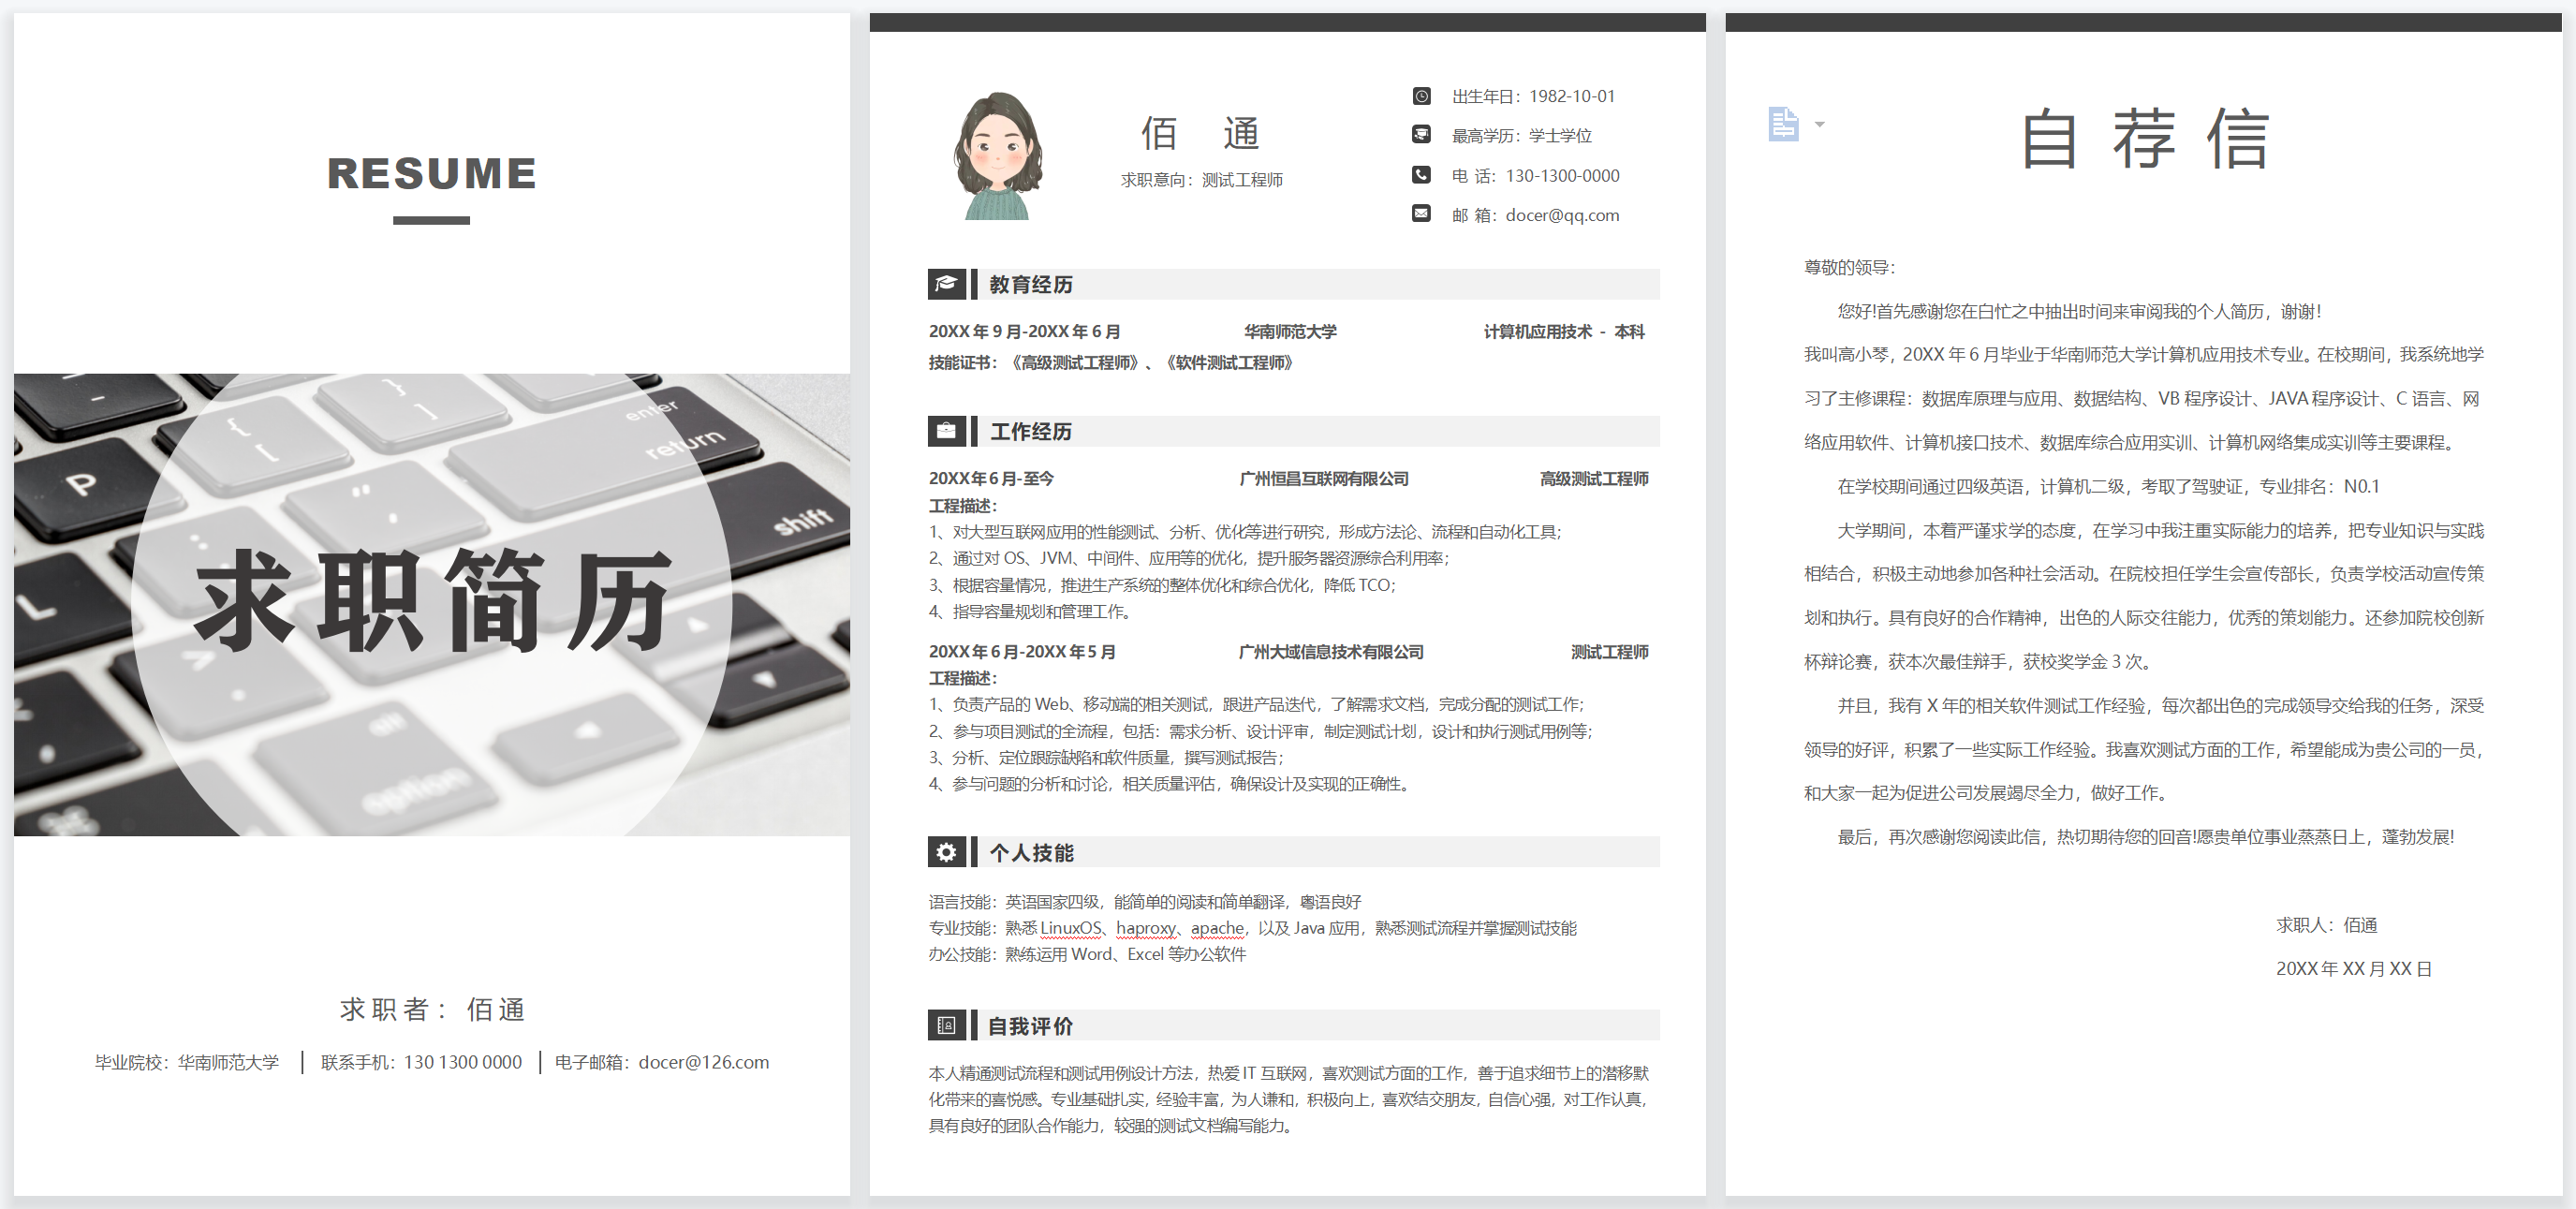 RESUME
{
[
}
]
enter
return
P
"
'
shift
L
alt
option
⌘
求职简历
求职者：佰通
毕业院校：华南师范大学
联系手机：130 1300 0000
电子邮箱：docer@126.com
佰 通
求职意向：测试工程师
出生年日：1982-10-01
最高学历：学士学位
电 话：130-1300-0000
邮 箱：docer@qq.com
教育经历
20XX 年 9 月-20XX 年 6 月 华南师范大学 计算机应用技术 - 本科
技能证书：《高级测试工程师》、《软件测试工程师》
工作经历
20XX 年 6 月-至今 广州恒昌互联网有限公司 高级测试工程师
工程描述：
1、对大型互联网应用的性能测试、分析、优化等进行研究，形成方法论、流程和自动化工具；
2、通过对 OS、JVM、中间件、应用等的优化，提升服务器资源综合利用率；
3、根据容量情况，推进生产系统的整体优化和综合优化，降低 TCO；
4、指导容量规划和管理工作。
20XX 年 6 月-20XX 年 5 月 广州大域信息技术有限公司 测试工程师
工程描述：
1、负责产品的 Web、移动端的相关测试，跟进产品迭代，了解需求文档，完成分配的测试工作；
2、参与项目测试的全流程，包括：需求分析、设计评审，制定测试计划，设计和执行测试用例等；
3、分析、定位跟踪缺陷和软件质量，撰写测试报告；
4、参与问题的分析和讨论，相关质量评估，确保设计及实现的正确性。
个人技能
语言技能：英语国家四级，能简单的阅读和简单翻译，粤语良好
专业技能：熟悉 LinuxOS、haproxy、apache，以及 Java 应用，熟悉测试流程并掌握测试技能
办公技能：熟练运用 Word、Excel 等办公软件
自我评价
本人精通测试流程和测试用例设计方法，热爱 IT 互联网，喜欢测试方面的工作，善于追求细节上的潜移默
化带来的喜悦感。专业基础扎实，经验丰富，为人谦和，积极向上，喜欢结交朋友，自信心强，对工作认真，
具有良好的团队合作能力，较强的测试文档编写能力。
自荐信
尊敬的领导：
您好!首先感谢您在白忙之中抽出时间来审阅我的个人简历，谢谢！
我叫高小琴，20XX 年 6 月毕业于华南师范大学计算机应用技术专业。在校期间，我系统地学
习了主修课程：数据库原理与应用、数据结构、VB 程序设计、JAVA 程序设计、C 语言、网
络应用软件、计算机接口技术、数据库综合应用实训、计算机网络集成实训等主要课程。
在学校期间通过四级英语，计算机二级，考取了驾驶证，专业排名：N0.1
大学期间，本着严谨求学的态度，在学习中我注重实际能力的培养，把专业知识与实践
相结合，积极主动地参加各种社会活动。在院校担任学生会宣传部长，负责学校活动宣传策
划和执行。具有良好的合作精神，出色的人际交往能力，优秀的策划能力。还参加院校创新
杯辩论赛，获本次最佳辩手，获校奖学金 3 次。
并且，我有 X 年的相关软件测试工作经验，每次都出色的完成领导交给我的任务，深受
领导的好评，积累了一些实际工作经验。我喜欢测试方面的工作，希望能成为贵公司的一员，
和大家一起为促进公司发展竭尽全力，做好工作。
最后，再次感谢您阅读此信，热切期待您的回音!愿贵单位事业蒸蒸日上，蓬勃发展!
求职人：佰通
20XX 年 XX 月 XX 日